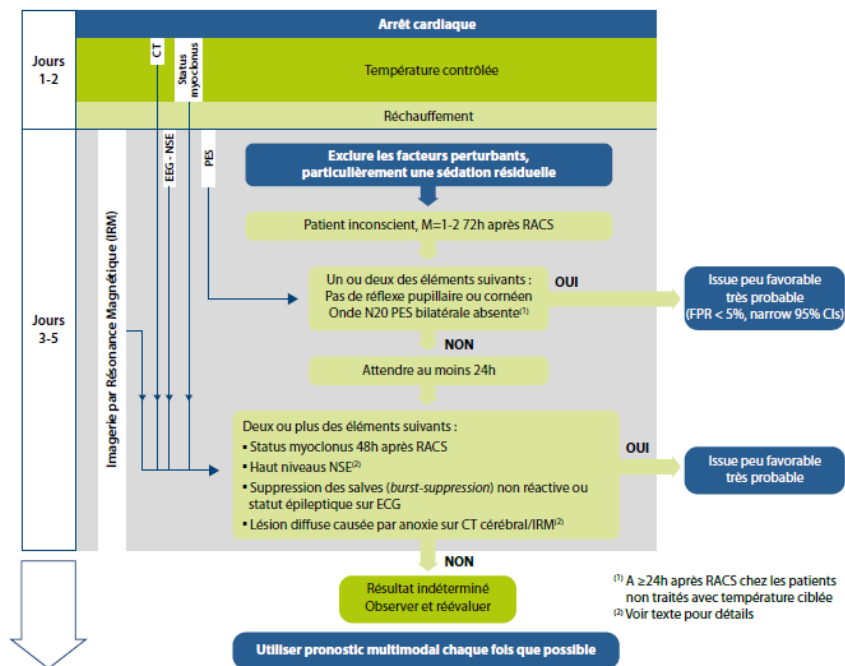 Arrêt cardiaque
Jours
1-2
CT
Status
myoclonus
Température contrôlée
Réchauffement
Jours
3-5
Imagerie par Résonance Magnétique (IRM)
EEG - NSE
PES
Exclure les facteurs perturbants,
particulièrement une sédation résiduelle
Patient inconscient, M=1-2 72h après RACS
Un ou deux des éléments suivants :
Pas de réflexe pupillaire ou cornéen
Onde N20 PES bilatérale absente(1)
OUI
Issue peu favorable
très probable
(FPR < 5%, narrow 95% CIs)
NON
Attendre au moins 24h
Deux ou plus des éléments suivants :
▪ Status myoclonus 48h après RACS
▪ Haut niveaus NSE(2)
▪ Suppression des salves (burst-suppression) non réactive ou
statut épileptique sur ECG
▪ Lésion diffuse causée par anoxie sur CT cérébral/IRM(2)
OUI
Issue peu favorable
très probable
NON
Résultat indéterminé
Observer et réévaluer
(1) A ≥24h après RACS chez les patients
non traités avec température ciblée
(2) Voir texte pour détails
Utiliser pronostic multimodal chaque fois que possible